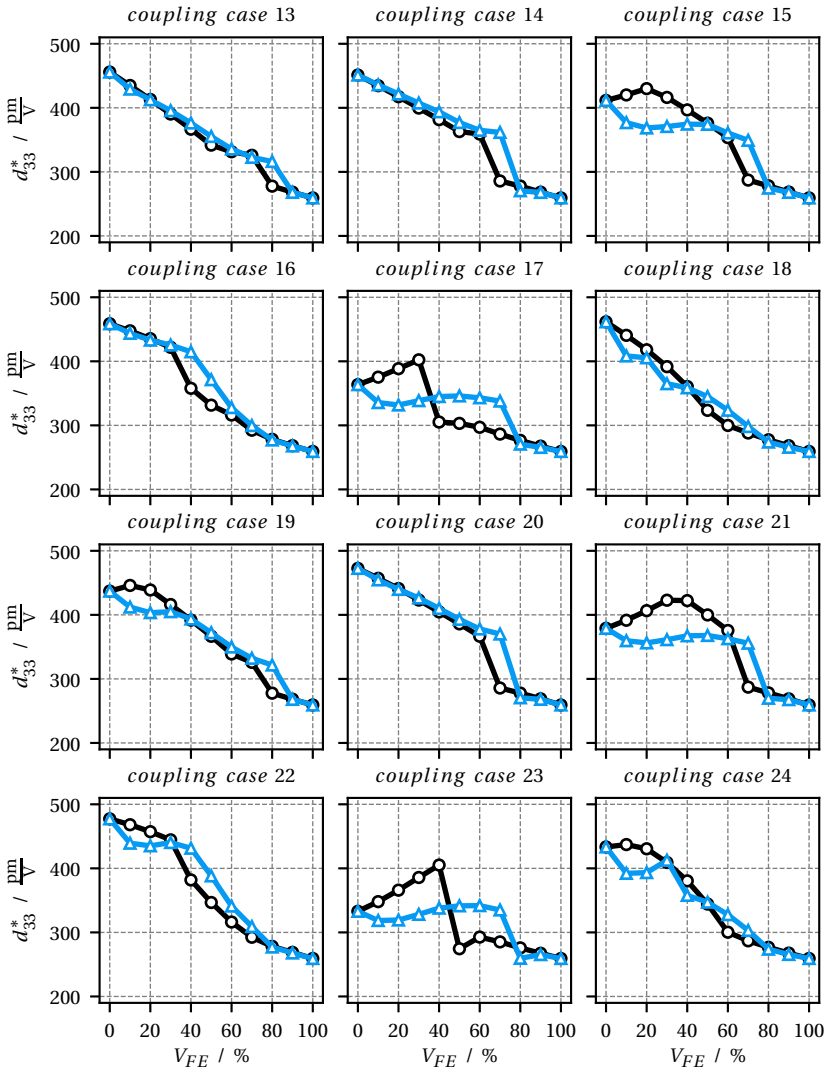 coupling case 13 coupling case 14 coupling case 15
500
400
300
200
d*33 / pm/V
coupling case 16 coupling case 17 coupling case 18
500
400
300
200
d*33 / pm/V
coupling case 19 coupling case 20 coupling case 21
500
400
300
200
d*33 / pm/V
coupling case 22 coupling case 23 coupling case 24
500
400
300
200
d*33 / pm/V
0 20 40 60 80 100 0 20 40 60 80 100 0 20 40 60 80 100
VFE / % VFE / % VFE / %